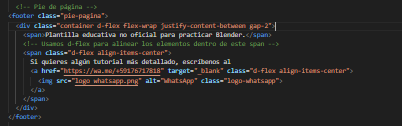 <!-- Pie de página -->
<footer class="pie-pagina">
<div class="container d-flex flex-wrap justify-content-between gap-2">
<span>Plantilla educativa no oficial para practicar Blender.</span>
<!-- Usamos d-flex para alinear los elementos dentro de este span -->
<span class="d-flex align-items-center">
Si quieres algún tutorial más detallado, escríbenos al
<a href="https://wa.me/+59176717818" target="_blank" class="d-flex align-items-center">
<img src="logo whatsapp.png" alt="WhatsApp" class="logo-whatsapp">
</a>
</span>
</div>
</footer>